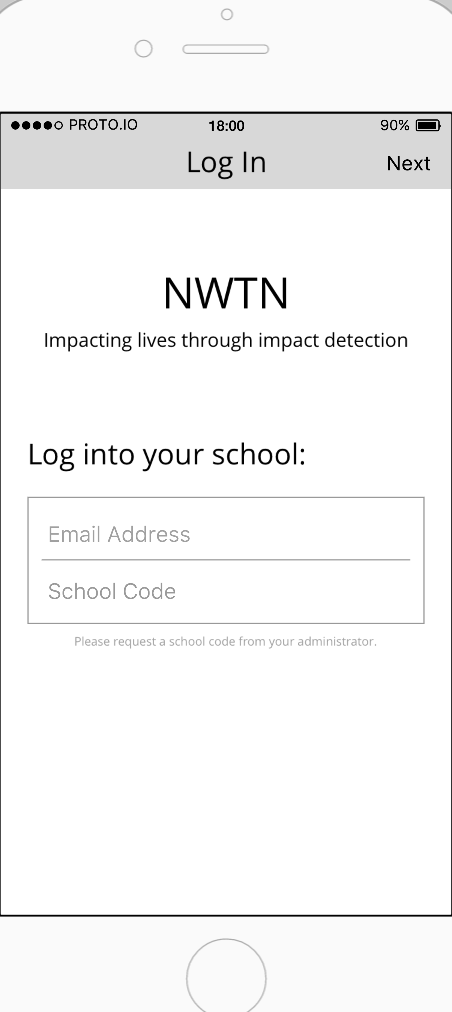 PROTO.IO 18:00 90%
Log In Next
NWTN
Impacting lives through impact detection
Log into your school:
Email Address
School Code
Please request a school code from your administrator.